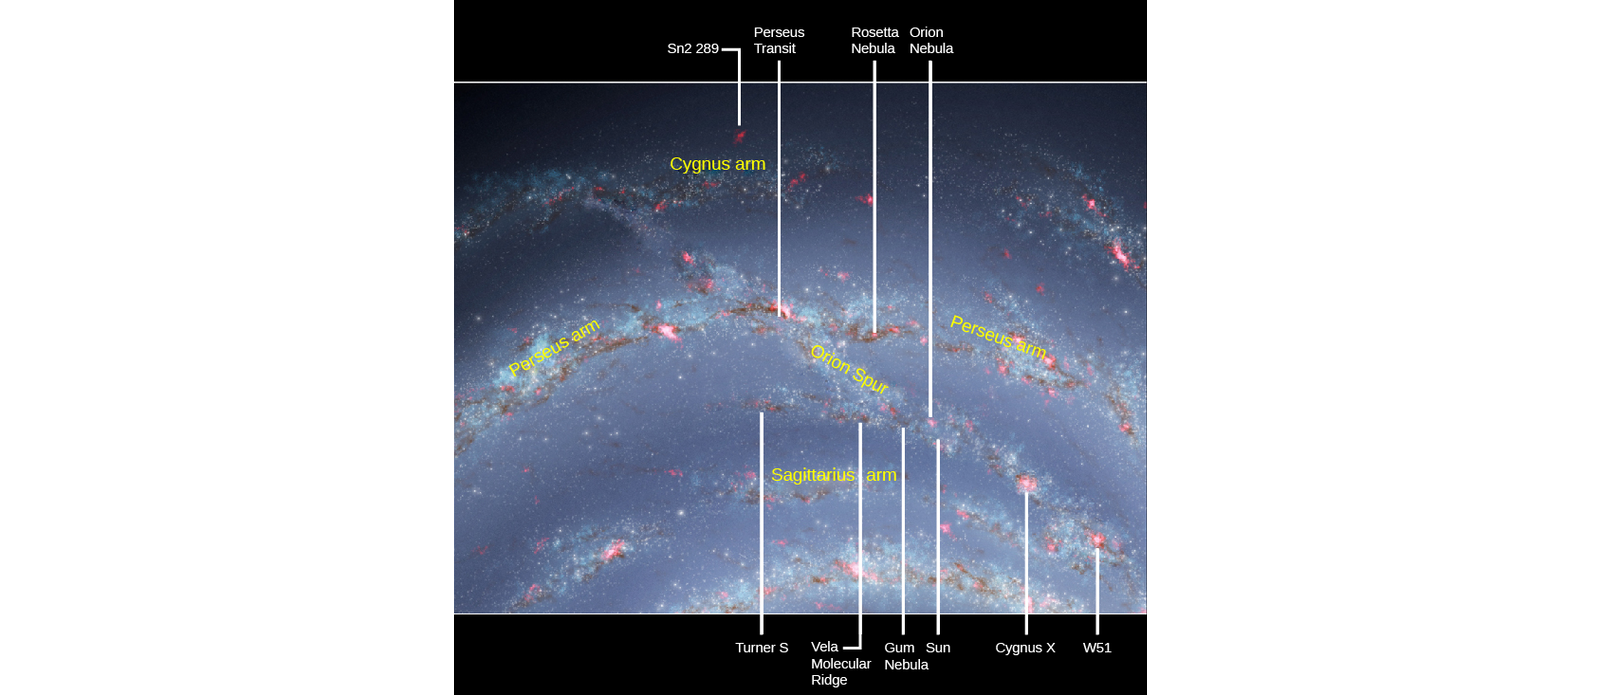 Sn2 289
Perseus
Transit
Rosetta
Nebula
Orion
Nebula
Cygnus arm
Perseus arm
Orion Spur
Perseus arm
Sagittarius arm
Turner S
Vela
Molecular
Ridge
Gum
Nebula
Sun
Cygnus X
W51